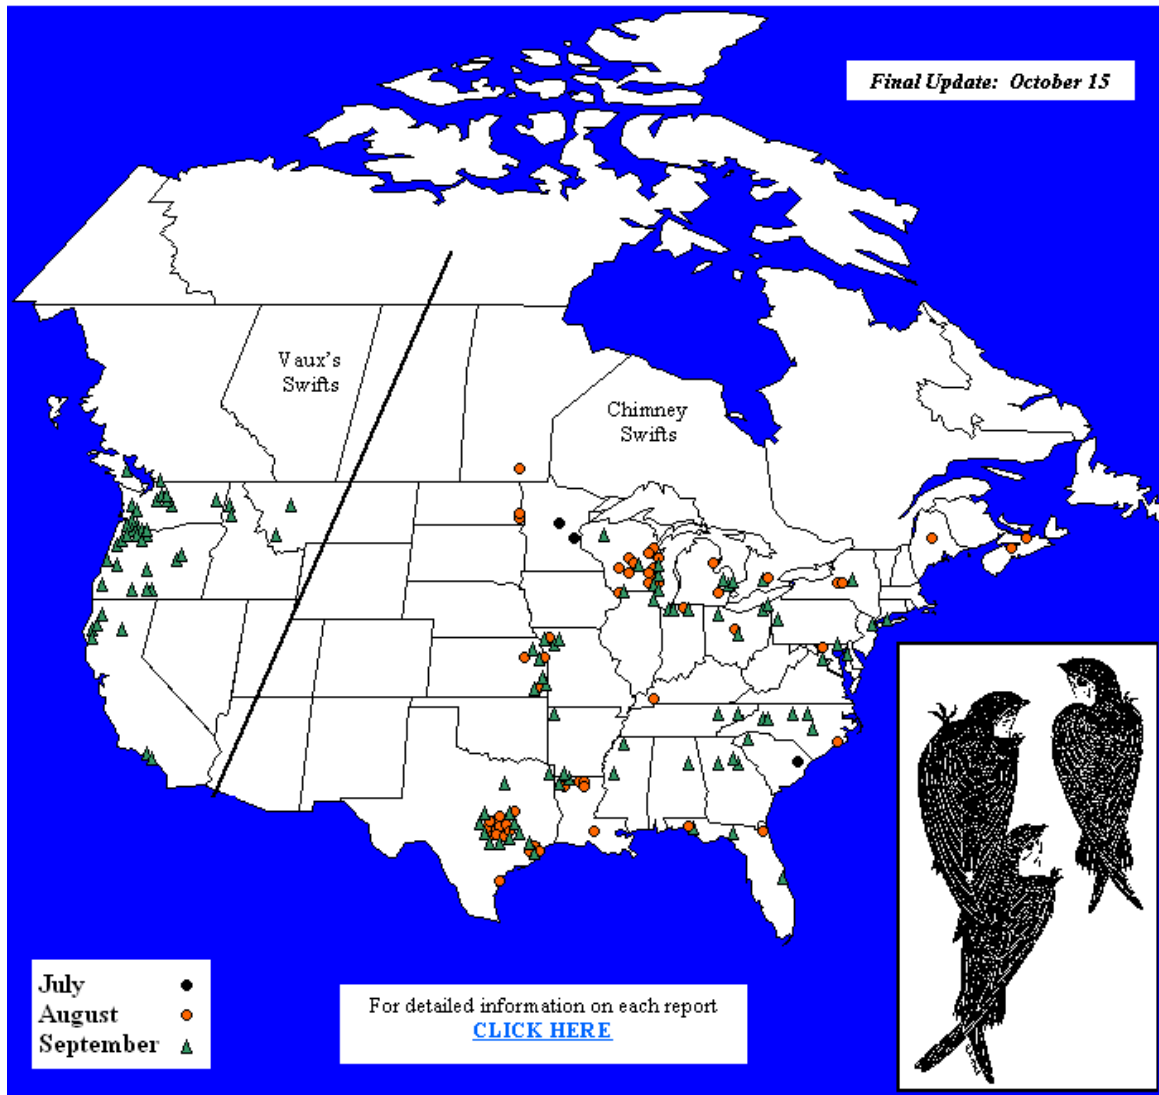 Final Update: October 15
Vaux's
Swifts
Chimney
Swifts
July
August
September
For detailed information on each report
CLICK HERE